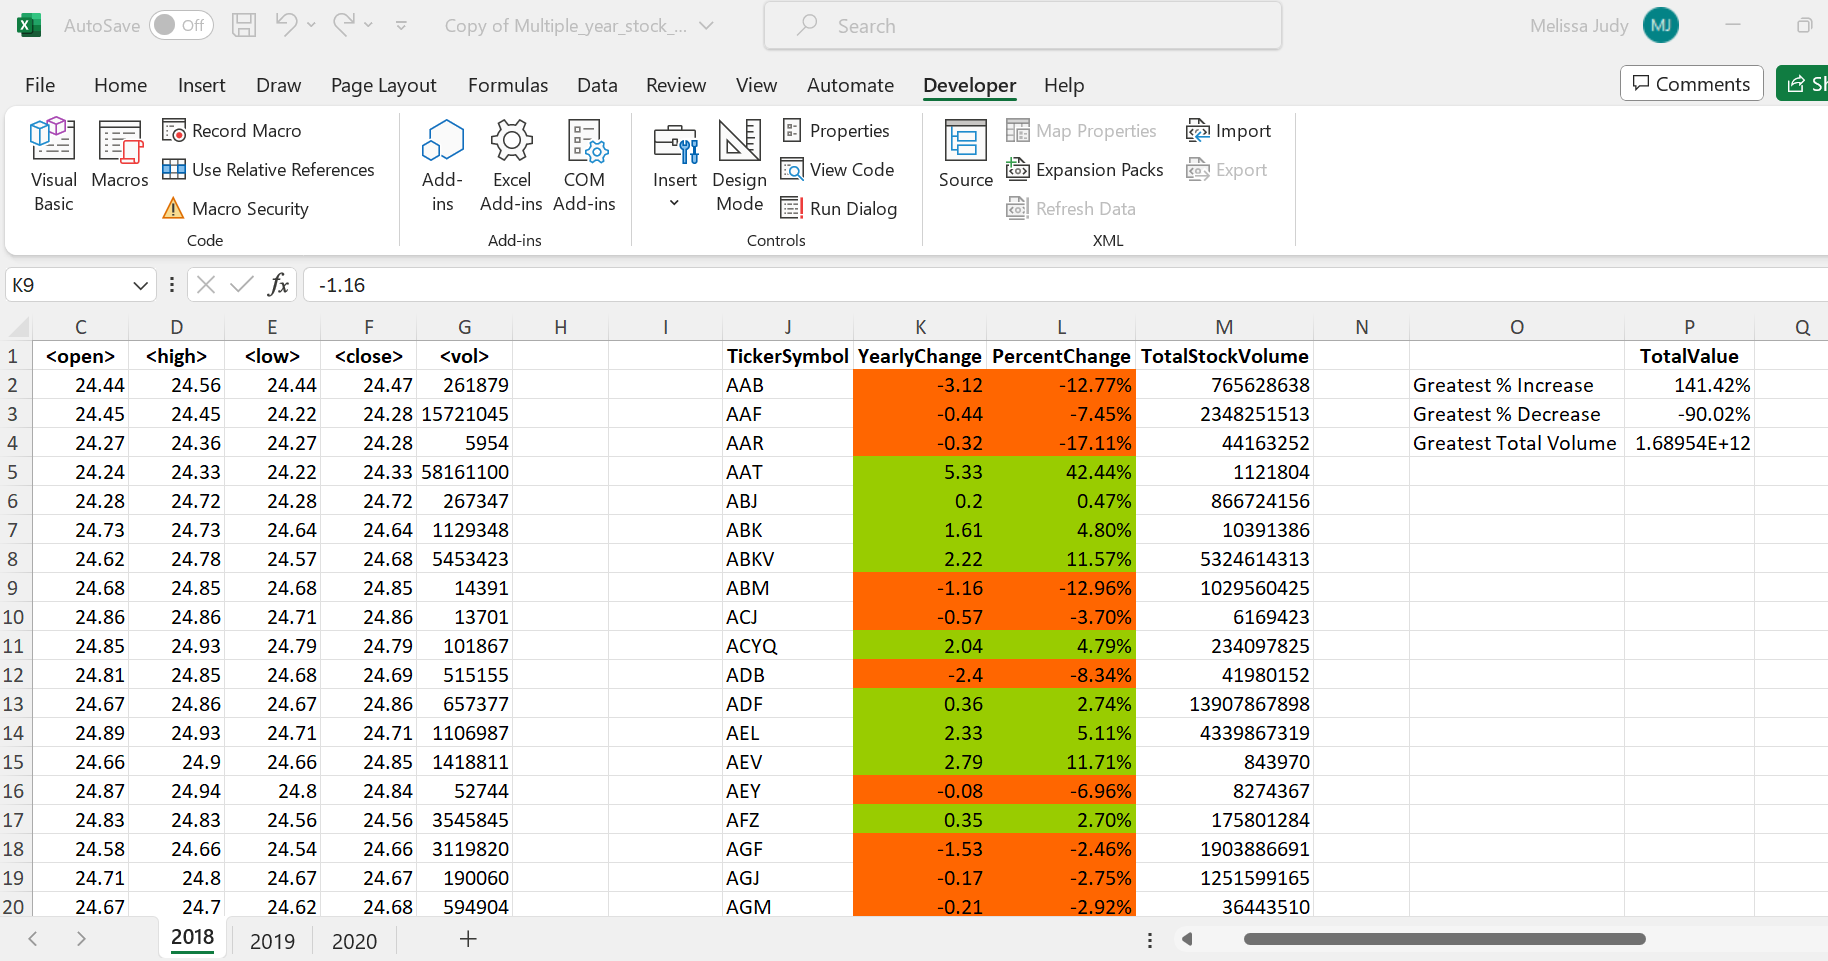 AutoSave Off Copy of Multiple_year_stock_... Search Melissa Judy MJ
File Home Insert Draw Page Layout Formulas Data Review View Automate Developer Help Comments
Visual Basic
Macros
Record Macro
Use Relative References
Macro Security
Code
Add-ins
Excel Add-ins
COM Add-ins
Add-ins
Insert
Design Mode
Properties
View Code
Run Dialog
Controls
Source
Map Properties
Expansion Packs
Refresh Data
Import
Export
XML
K9 fx -1.16
C D E F G H I J K L M N O P Q
1 <open> <high> <low> <close> <vol> TickerSymbol YearlyChange PercentChange TotalStockVolume TotalValue
2 24.44 24.56 24.44 24.47 261879 AAB -3.12 -12.77% 765628638 Greatest % Increase 141.42%
3 24.45 24.45 24.22 24.28 15721045 AAF -0.44 -7.45% 2348251513 Greatest % Decrease -90.02%
4 24.27 24.36 24.27 24.28 5954 AAR -0.32 -17.11% 44163252 Greatest Total Volume 1.68954E+12
5 24.24 24.33 24.22 24.33 58161100 AAT 5.33 42.44% 1121804
6 24.28 24.72 24.28 24.72 267347 ABJ 0.2 0.47% 866724156
7 24.73 24.73 24.64 24.64 1129348 ABK 1.61 4.80% 10391386
8 24.62 24.78 24.57 24.68 5453423 ABKV 2.22 11.57% 5324614313
9 24.68 24.85 24.68 24.85 14391 ABM -1.16 -12.96% 1029560425
10 24.86 24.86 24.71 24.86 13701 ACJ -0.57 -3.70% 6169423
11 24.85 24.93 24.79 24.79 101867 ACYQ 2.04 4.79% 234097825
12 24.81 24.85 24.68 24.69 515155 ADB -2.4 -8.34% 41980152
13 24.67 24.86 24.67 24.86 657377 ADF 0.36 2.74% 13907867898
14 24.89 24.93 24.71 24.71 1106987 AEL 2.33 5.11% 4339867319
15 24.66 24.9 24.66 24.85 1418811 AEV 2.79 11.71% 843970
16 24.87 24.94 24.8 24.84 52744 AEY -0.08 -6.96% 8274367
17 24.83 24.83 24.56 24.56 3545845 AFZ 0.35 2.70% 175801284
18 24.58 24.66 24.54 24.66 3119820 AGF -1.53 -2.46% 1903886691
19 24.71 24.8 24.67 24.67 190060 AGJ -0.17 -2.75% 1251599165
20 24.67 24.7 24.62 24.68 594904 AGM -0.21 -2.92% 36443510
2018 2019 2020